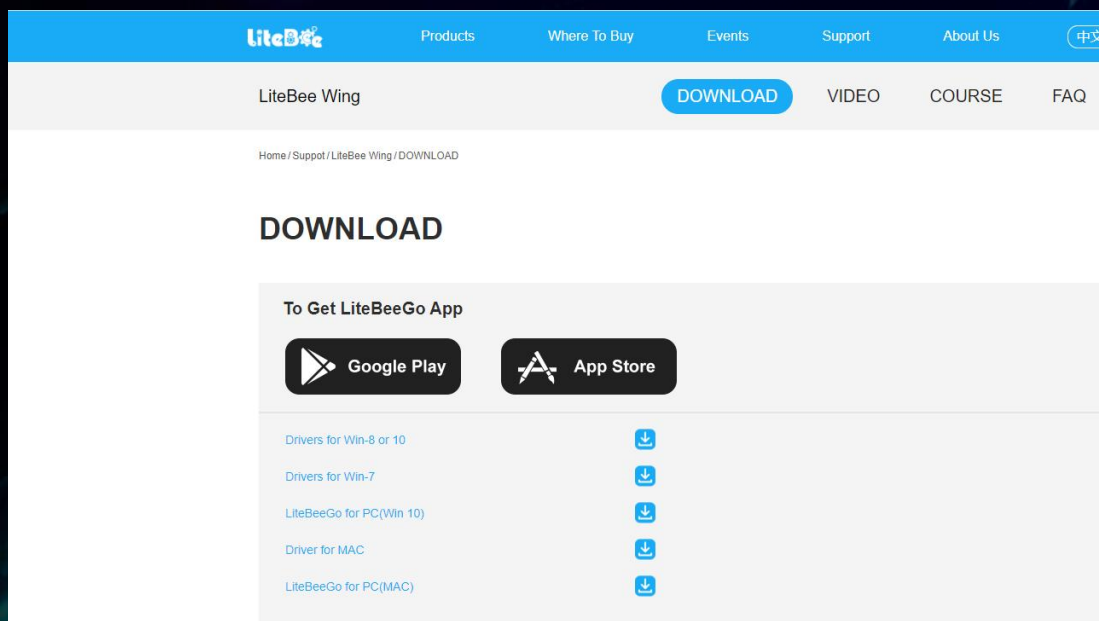 LiteBee Products Where To Buy Events Support About Us 中文
LiteBee Wing DOWNLOAD VIDEO COURSE FAQ
Home / Suppot / LiteBee Wing / DOWNLOAD
DOWNLOAD
To Get LiteBeeGo App
Google Play App Store
Drivers for Win-8 or 10
Drivers for Win-7
LiteBeeGo for PC(Win 10)
Driver for MAC
LiteBeeGo for PC(MAC)